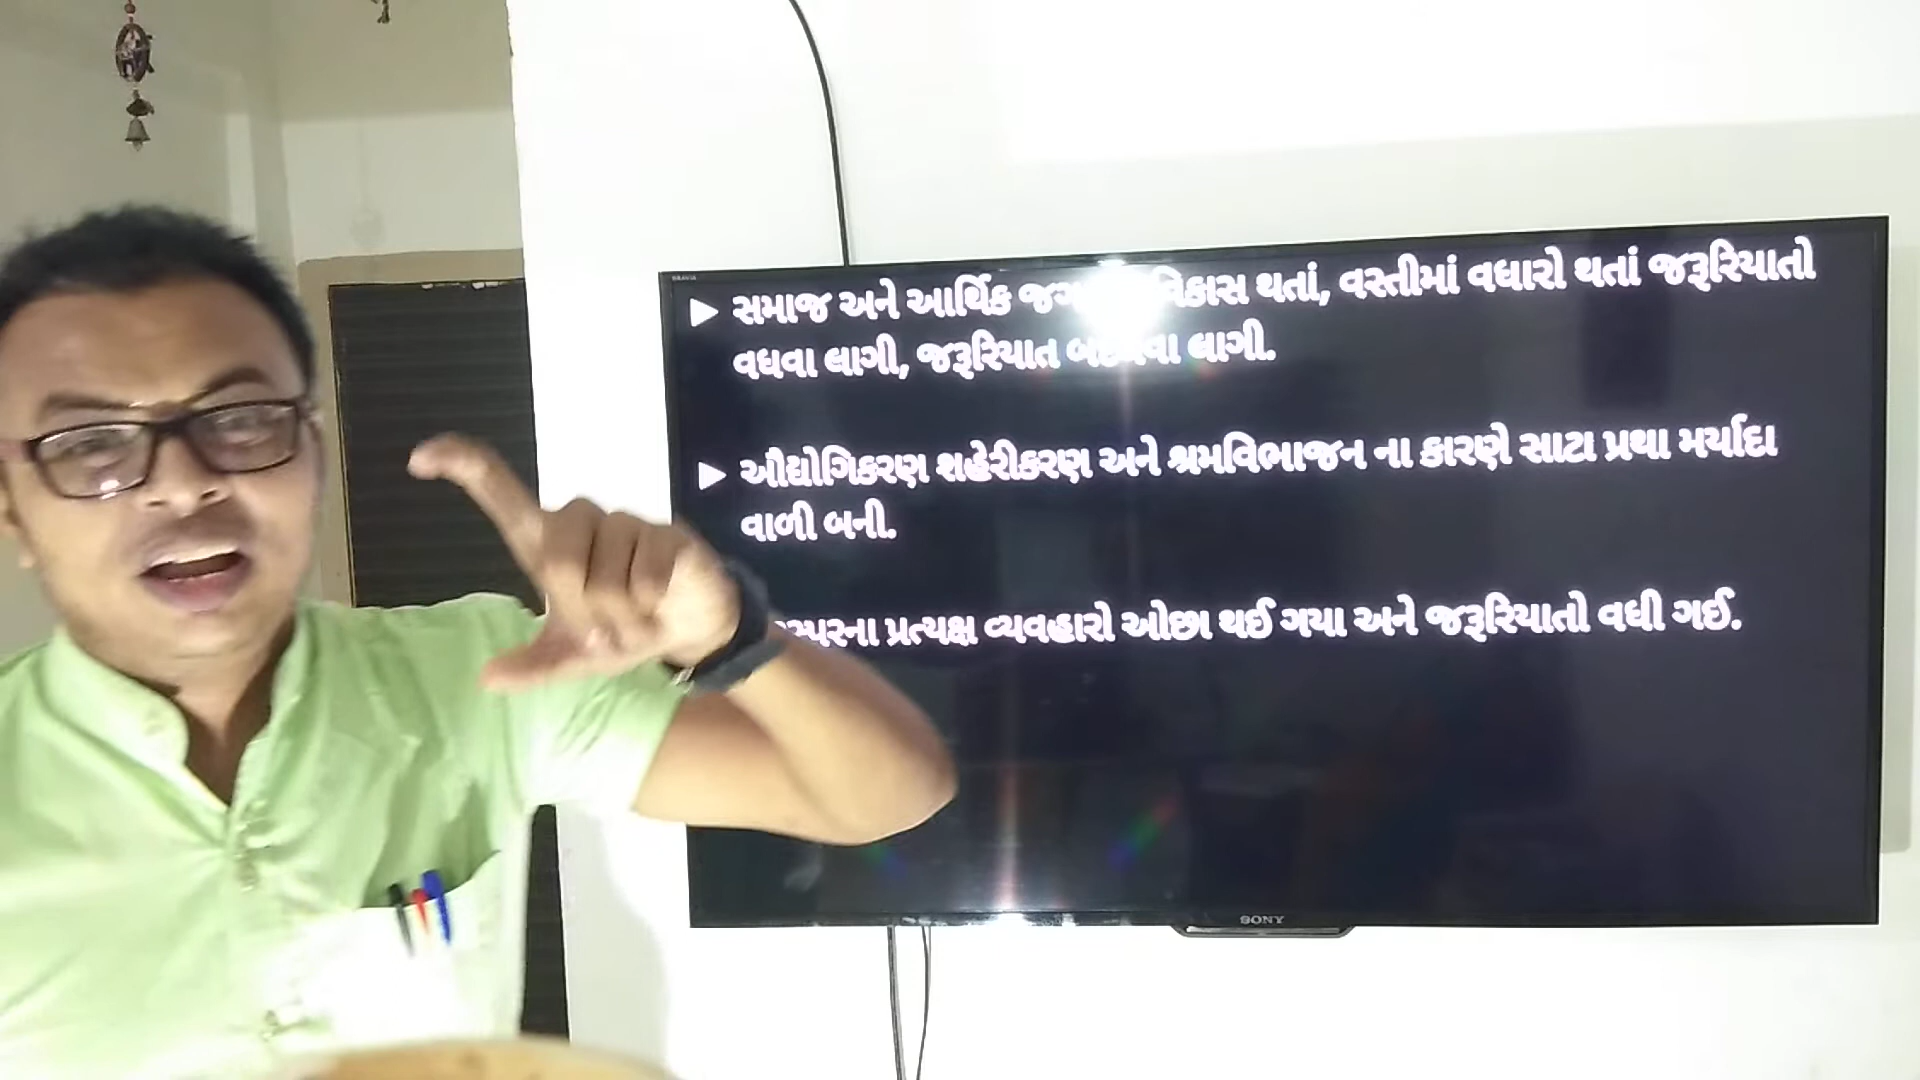 સમાજ અને આર્થિક વિકાસ થતાં, વસ્તીમાં વધારો થતાં જરૂરિયાતો
વધવા લાગી, જરૂરિયાત લાગી.
ઔદ્યોગિકરણ શહેરીકરણ અને શ્રમવિભાજન ના કારણે સાટા પ્રથા મર્યાદા
વાળી બની.
પ્રત્યક્ષ વ્યવહારો ઓછા થઈ ગયા અને જરૂરિયાતો વધી ગઈ.
SONY